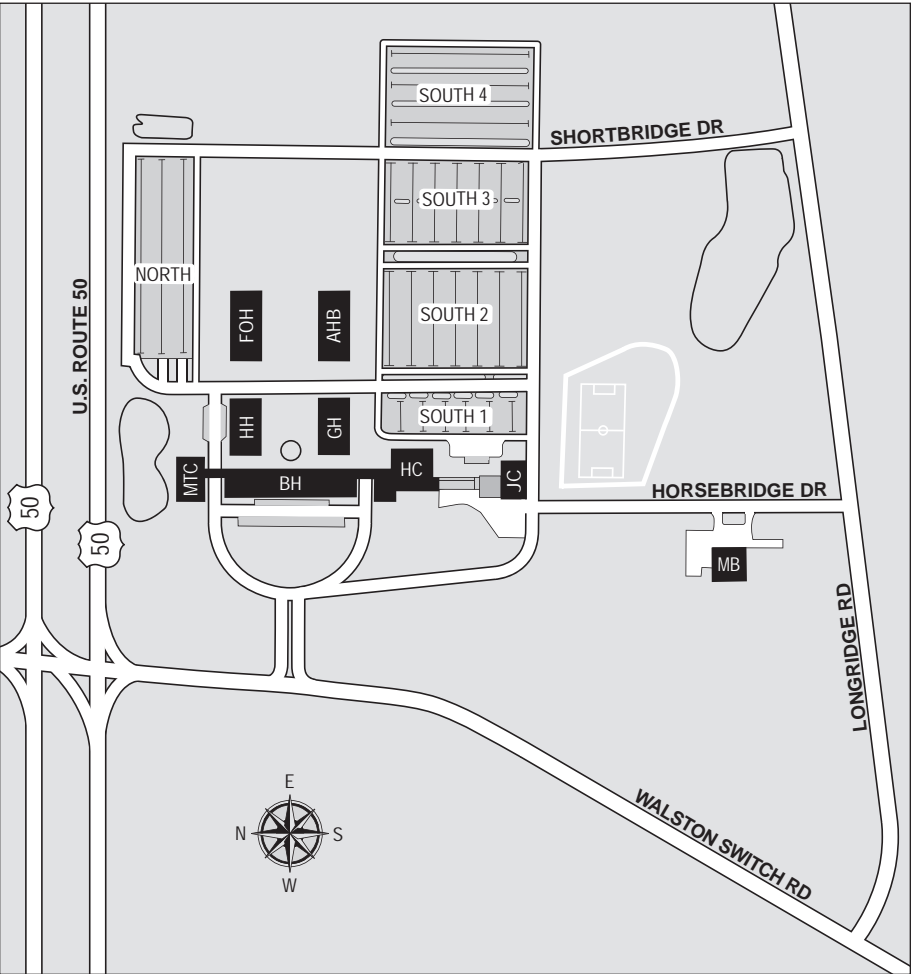 SOUTH 4
SHORTBRIDGE DR
SOUTH 3
NORTH
U.S. ROUTE 50
FOH
AHB
SOUTH 2
HH
GH
SOUTH 1
MTC
BH
HC
JC
HORSEBRIDGE DR
50
50
MB
LONGRIDGE RD
WALSTON SWITCH RD
E
N
S
W